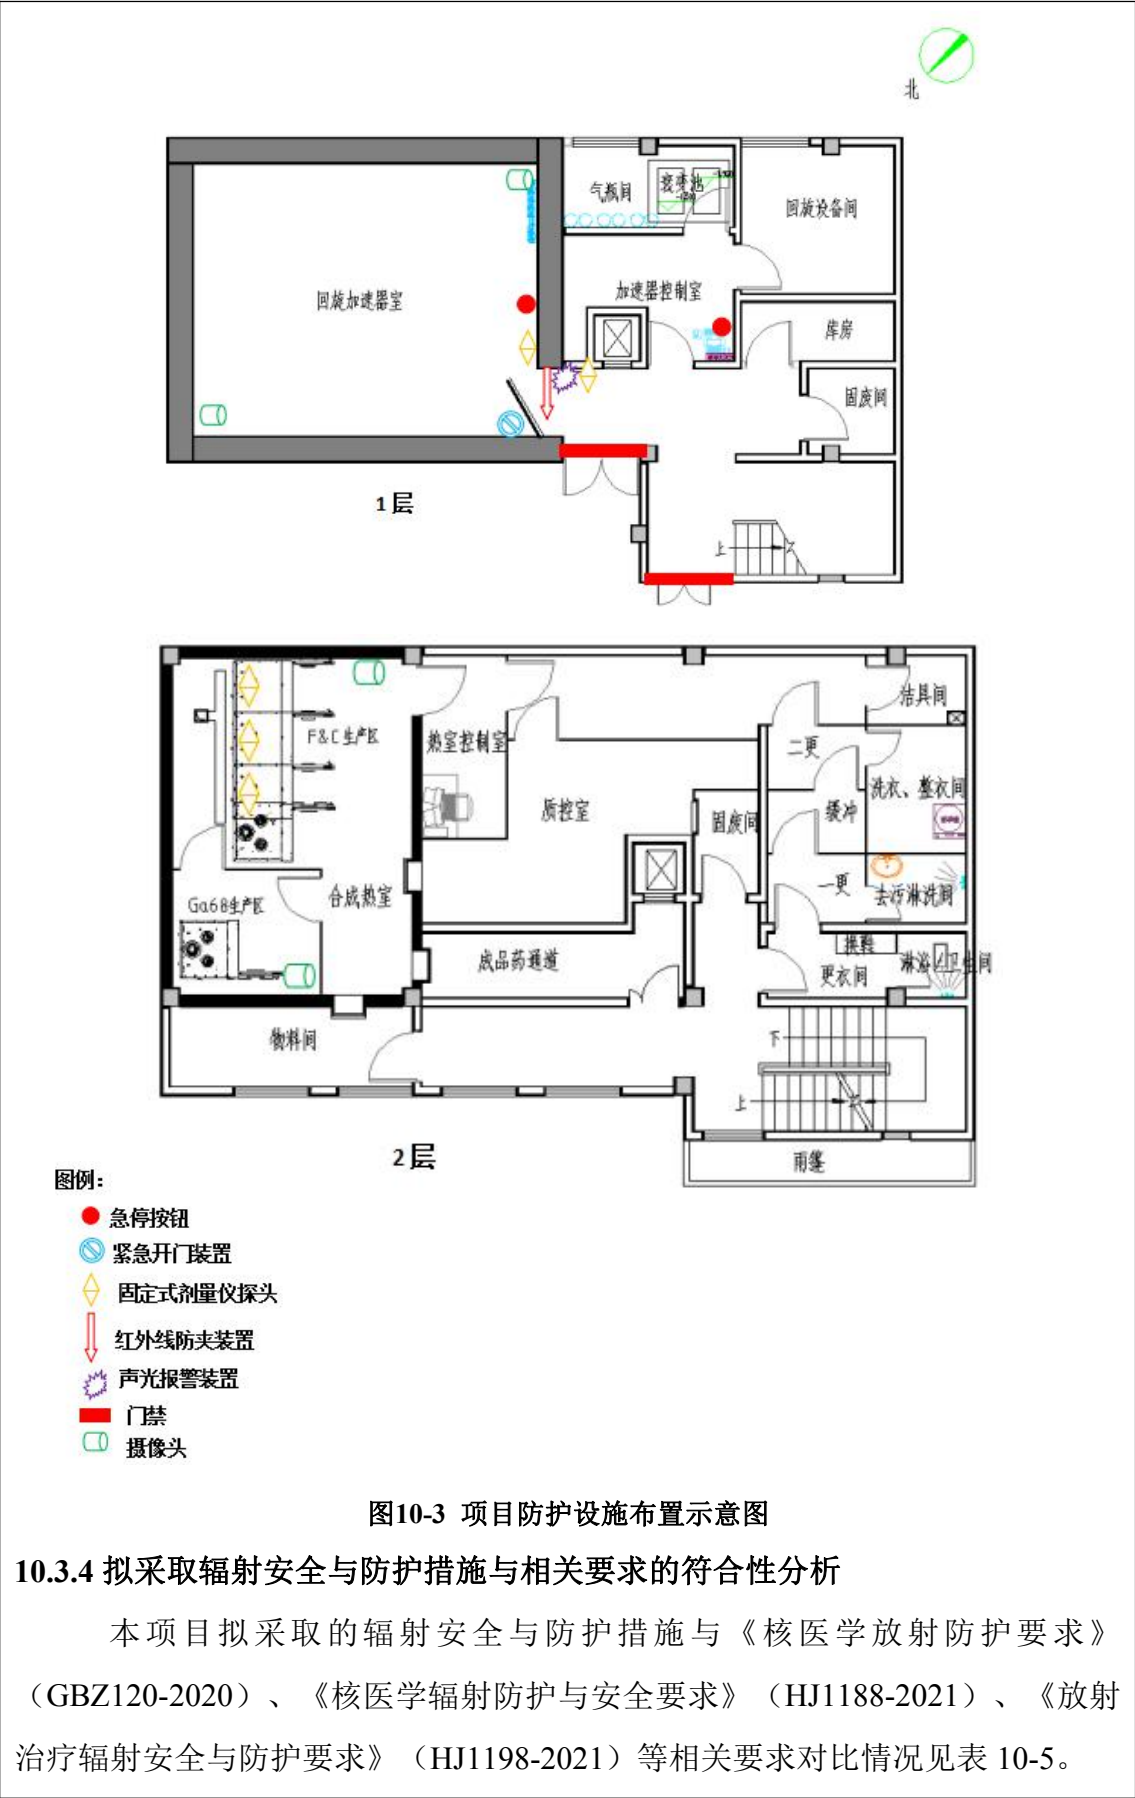 北
气瓶间
衰变池
回旋设备间
回旋加速器室
加速器控制室
库房
固废间
上
1层
洁具间
F&C生产区
热室控制室
二更
洗衣、整衣间
质控室
固废间
缓冲
Ga68生产区
合成热室
一更
去污淋洗间
换鞋
成品药通道
更衣间
淋浴/卫生间
物料间
下
上
2层
雨篷
图例：
急停按钮
紧急开门装置
固定式剂量仪探头
红外线防夹装置
声光报警装置
门禁
摄像头
图10-3 项目防护设施布置示意图
10.3.4 拟采取辐射安全与防护措施与相关要求的符合性分析
本项目拟采取的辐射安全与防护措施与《核医学放射防护要求》
（GBZ120-2020）、《核医学辐射防护与安全要求》（HJ1188-2021）、《放射
治疗辐射安全与防护要求》（HJ1198-2021）等相关要求对比情况见表 10-5。